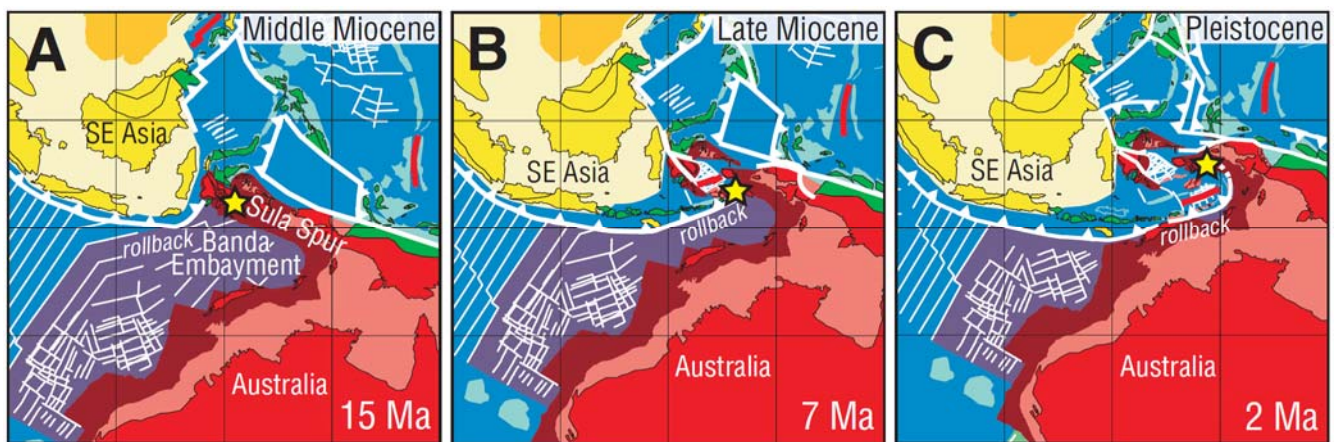 A
Middle Miocene
SE Asia
Sula Spur
rollback Banda
Embayment
Australia
15 Ma
B
Late Miocene
SE Asia
rollback
Australia
7 Ma
C
Pleistocene
SE Asia
rollback
Australia
2 Ma